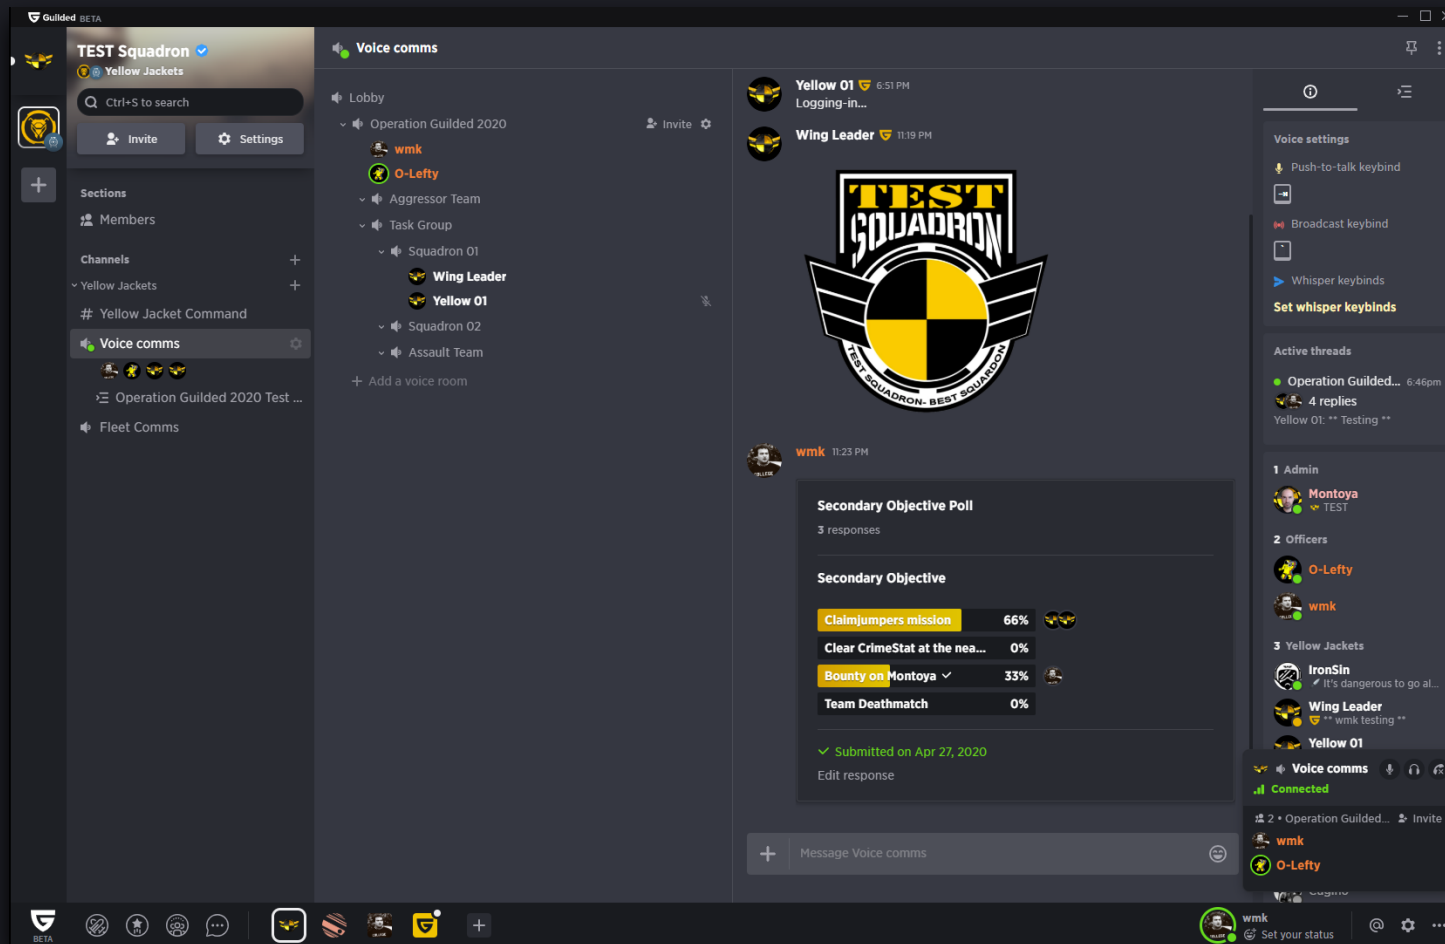 Guilded BETA
TEST Squadron
Yellow Jackets
Ctrl+S to search
Invite
Settings
Sections
Members
Channels
Yellow Jackets
# Yellow Jacket Command
Voice comms
Operation Guilded 2020 Test ...
Fleet Comms
Voice comms
Lobby
Operation Guilded 2020
Invite
wmk
O-Lefty
Aggressor Team
Task Group
Squadron 01
Wing Leader
Yellow 01
Squadron 02
Assault Team
+ Add a voice room
Yellow 01 6:51 PM
Logging-in...
Wing Leader 11:19 PM
TEST
SQUADRON
TEST SQUADRON- BEST SQUARDON
wmk 11:23 PM
COLLEGE
Secondary Objective Poll
3 responses
Secondary Objective
Claimjumpers mission 66%
Clear CrimeStat at the nea... 0%
Bounty on Montoya 33%
Team Deathmatch 0%
Submitted on Apr 27, 2020
Edit response
Message Voice comms
Voice settings
Push-to-talk keybind
Broadcast keybind
Whisper keybinds
Set whisper keybinds
Active threads
Operation Guilded... 6:46pm
4 replies
Yellow 01: ** Testing **
1 Admin
Montoya
TEST
2 Officers
O-Lefty
wmk
3 Yellow Jackets
IronSin
It's dangerous to go al...
Wing Leader
** wmk testing **
Yellow 01
Voice comms
Connected
2 • Operation Guilded... Invite
wmk
O-Lefty
BETA
wmk
Set your status